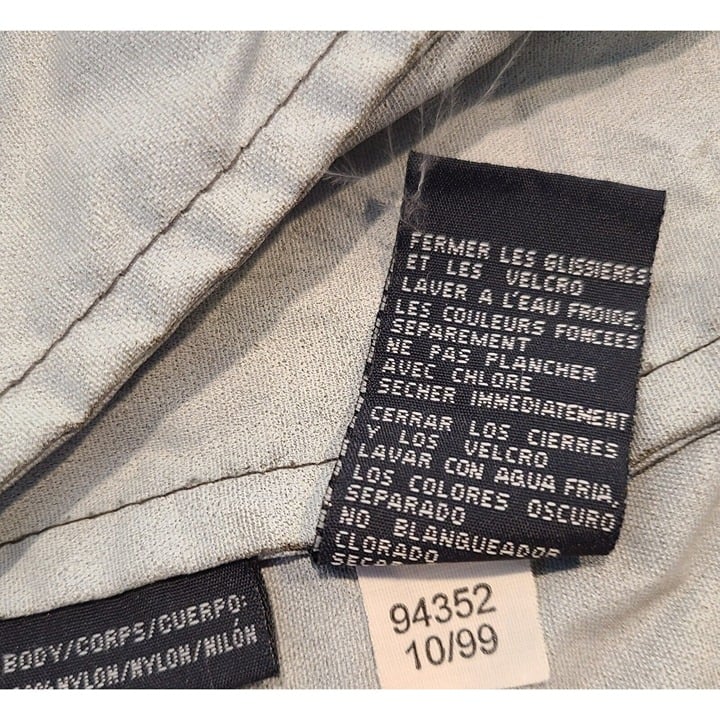 FERMER LES GLISSIERES
ET LES VELCRO
LAVER A L'EAU FROIDE,
LES COULEURS FONCEES
SEPAREMENT
NE PAS PLANCHER
AVEC CHLORE
SECHER IMMEDIATEMENT
CERRAR LOS CIERRES
Y LOS VELCRO
LAVAR CON AQUA FRIA,
LOS COLORES OSCURO
SEPARADO
NO BLANQUEADOR
CLORADO
94352
10/99
BODY/CORPS/CUERPO:
NYLON/NYLON/NILÓN